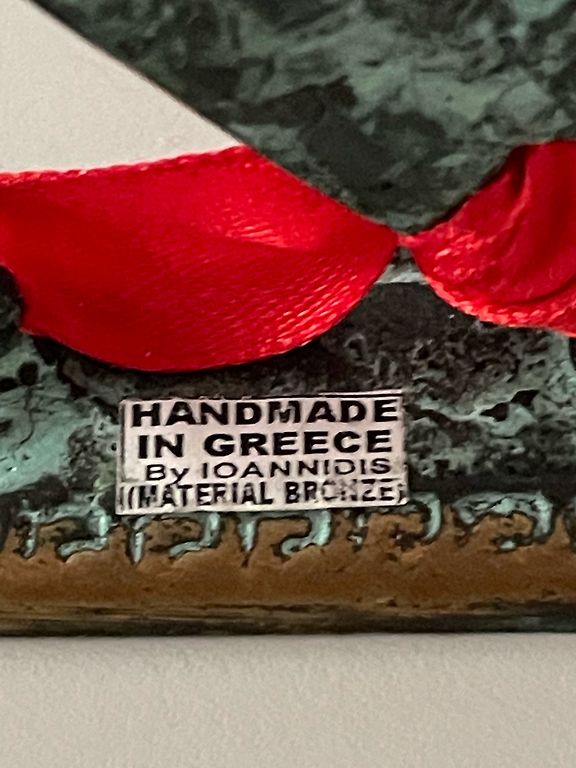 HANDMADE
IN GREECE
By IOANNIDIS
(MATERIAL BRONZE)